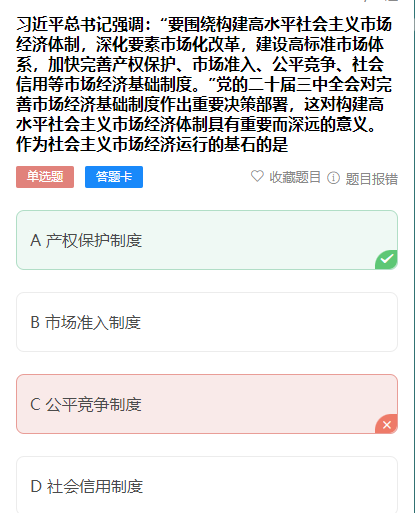 习近平总书记强调：“要围绕构建高水平社会主义市场
经济体制，深化要素市场化改革，建设高标准市场体
系，加快完善产权保护、市场准入、公平竞争、社会
信用等市场经济基础制度。”党的二十届三中全会对完
善市场经济基础制度作出重要决策部署，这对构建高
水平社会主义市场经济体制具有重要而深远的意义。
作为社会主义市场经济运行的基石的是
单选题 答题卡 收藏题目 题目报错
A 产权保护制度
B 市场准入制度
C 公平竞争制度
D 社会信用制度